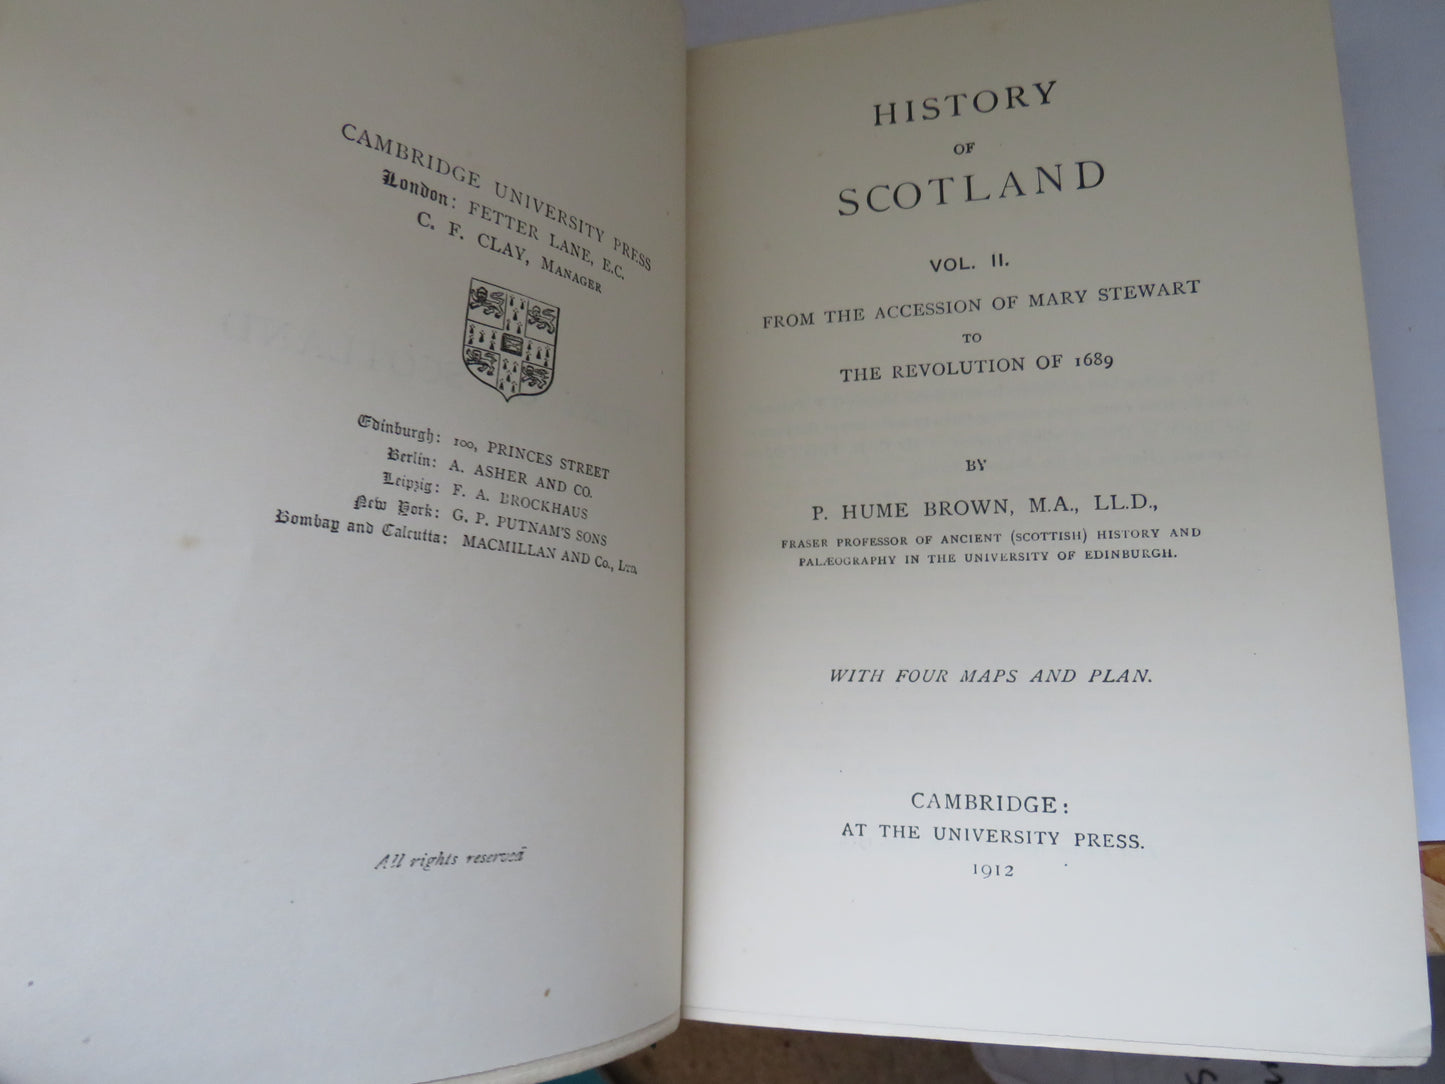 CAMBRIDGE UNIVERSITY PRESS
London: FETTER LANE, E.C.
C. F. CLAY, MANAGER
Edinburgh: 100, PRINCES STREET
Berlin: A. ASHER AND CO.
Leipzig: F. A. BROCKHAUS
New York: G. P. PUTNAM'S SONS
Bombay and Calcutta: MACMILLAN AND Co., LTD.
All rights reserved
HISTORY
OF
SCOTLAND
VOL. II.
FROM THE ACCESSION OF MARY STEWART
TO
THE REVOLUTION OF 1689
BY
P. HUME BROWN, M.A., LL.D.,
FRASER PROFESSOR OF ANCIENT (SCOTTISH) HISTORY AND
PALÆOGRAPHY IN THE UNIVERSITY OF EDINBURGH.
WITH FOUR MAPS AND PLAN.
CAMBRIDGE:
AT THE UNIVERSITY PRESS.
1912